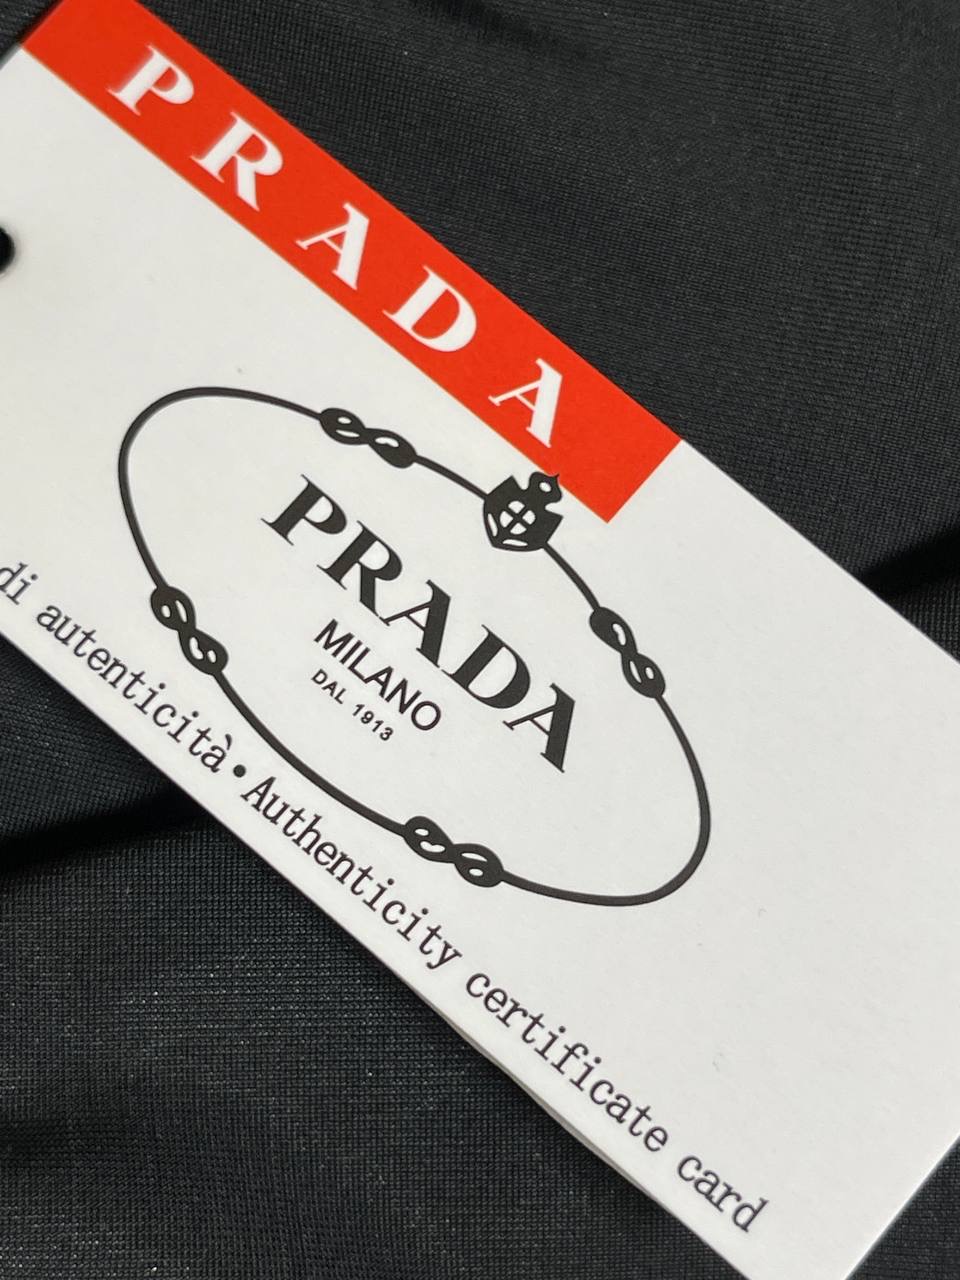 PRADA
PRADA
MILANO
DAL 1913
di autenticità • Authenticity certificate card